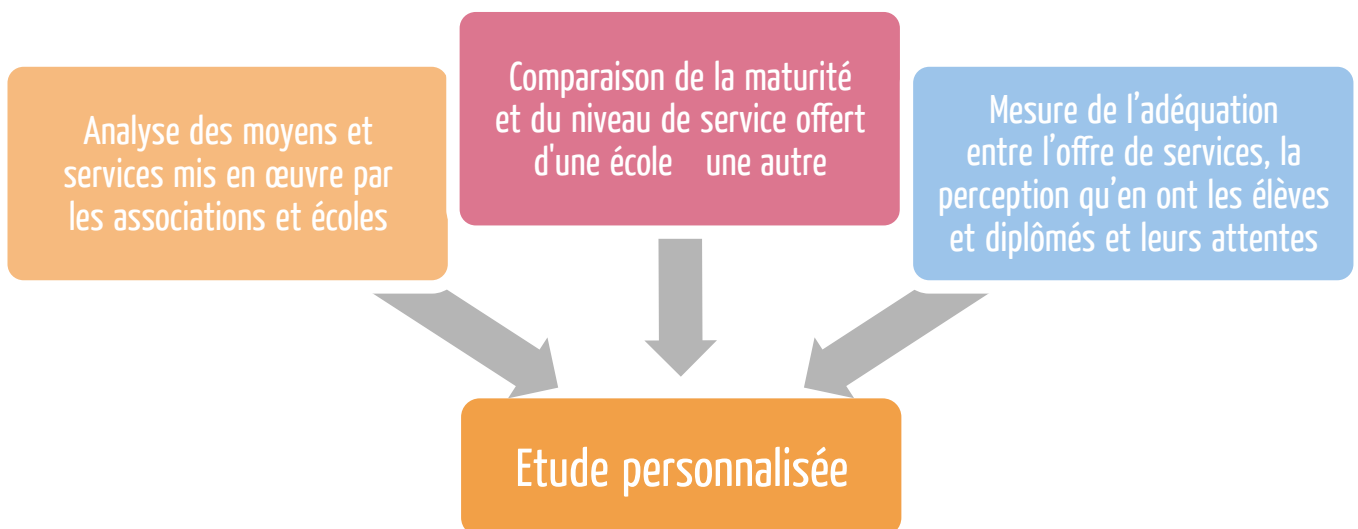 Analyse des moyens et
services mis en œuvre par
les associations et écoles
Comparaison de la maturité
et du niveau de service offert
d'une école une autre
Mesure de l’adéquation
entre l’offre de services, la
perception qu’en ont les élèves
et diplômés et leurs attentes
Etude personnalisée